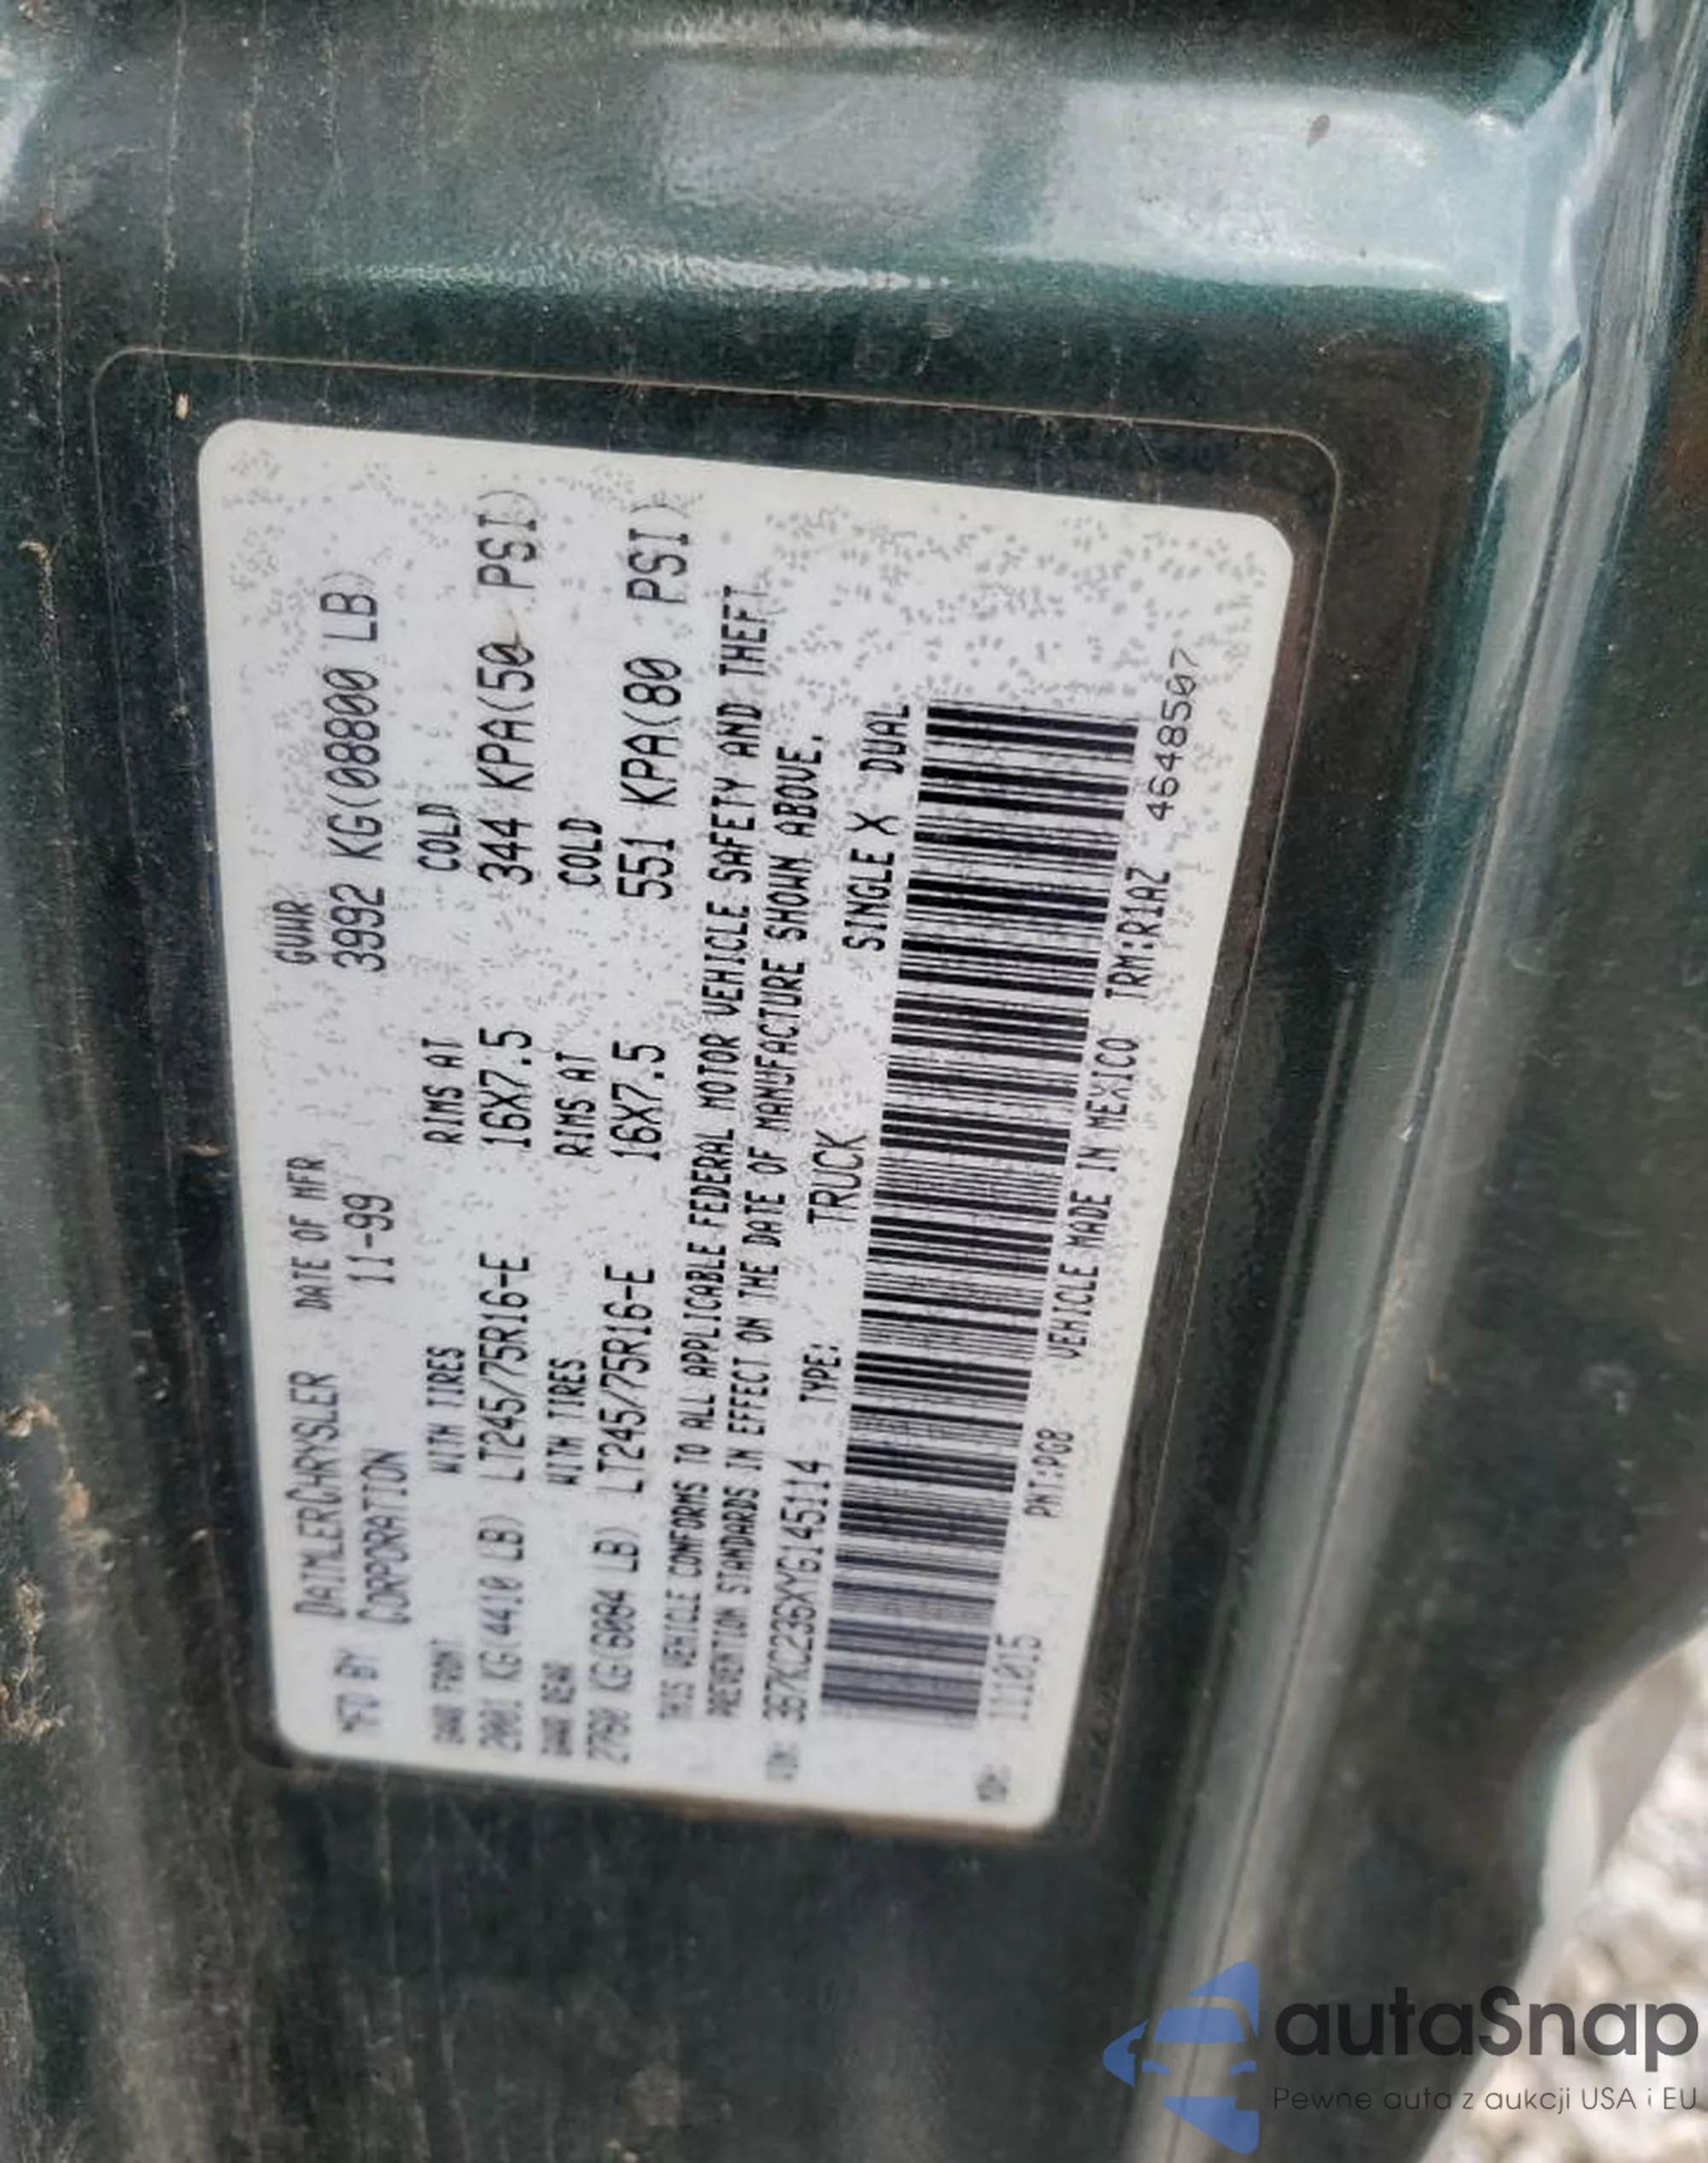 MFD BY DAIMLERCHRYSLER CORPORATION DATE OF MFR 11-99 GVWR 3992 KG(08800 LB)
GAWR FRONT WITH TIRES RIMS AT COLD
2001 KG(4410 LB) LT245/75R16-E 16X7.5 344 KPA(50 PSI)
GAWR REAR WITH TIRES RIMS AT COLD
2760 KG(6084 LB) LT245/75R16-E 16X7.5 551 KPA(80 PSI)
THIS VEHICLE CONFORMS TO ALL APPLICABLE FEDERAL MOTOR VEHICLE SAFETY AND THEFT
PREVENTION STANDARDS IN EFFECT ON THE DATE OF MANUFACTURE SHOWN ABOVE.
VIN: 3B7KC236XYG145114 TYPE: TRUCK SINGLE X DUAL
MDH: 111015 PNT:PG8 VEHICLE MADE IN MEXICO TRM:R1AZ 4648507
autaSnap
Pewne auta z aukcji USA i EU